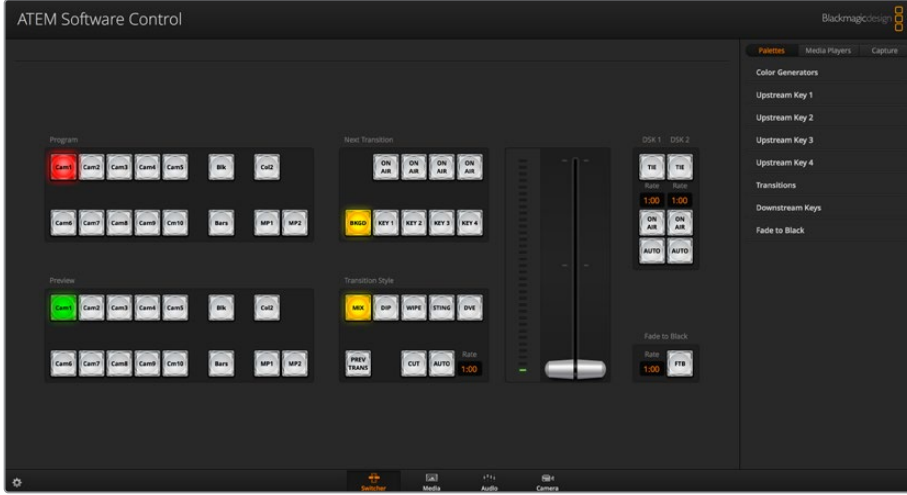 ATEM Software Control
Blackmagicdesign
Palettes Media Players Capture
Color Generators
Upstream Key 1
Upstream Key 2
Upstream Key 3
Upstream Key 4
Transitions
Downstream Keys
Fade to Black
Program
Cam1 Cam2 Cam3 Cam4 Cam5 Blk Col2
Cam6 Cam7 Cam8 Cam9 Cm10 Bars MP1 MP2
Next Transition
ON AIR ON AIR ON AIR ON AIR
BKGD KEY 1 KEY 2 KEY 3 KEY 4
DSK 1 DSK 2
TIE TIE
Rate Rate
1:00 1:00
ON AIR ON AIR
AUTO AUTO
Preview
Cam1 Cam2 Cam3 Cam4 Cam5 Blk Col2
Cam6 Cam7 Cam8 Cam9 Cm10 Bars MP1 MP2
Transition Style
MIX DIP WIPE STING DVE
PREV TRANS CUT AUTO Rate 1:00
Fade to Black
Rate
1:00 FTB
Switcher Media Audio Camera